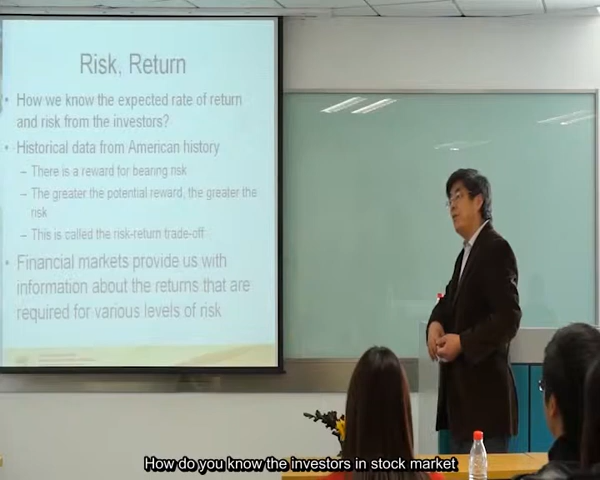 Risk, Return
• How we know the expected rate of return
and risk from the investors?
• Historical data from American history
– There is a reward for bearing risk
– The greater the potential reward, the greater the
risk
– This is called the risk-return trade-off
• Financial markets provide us with
information about the returns that are
required for various levels of risk
How do you know the investors in stock market